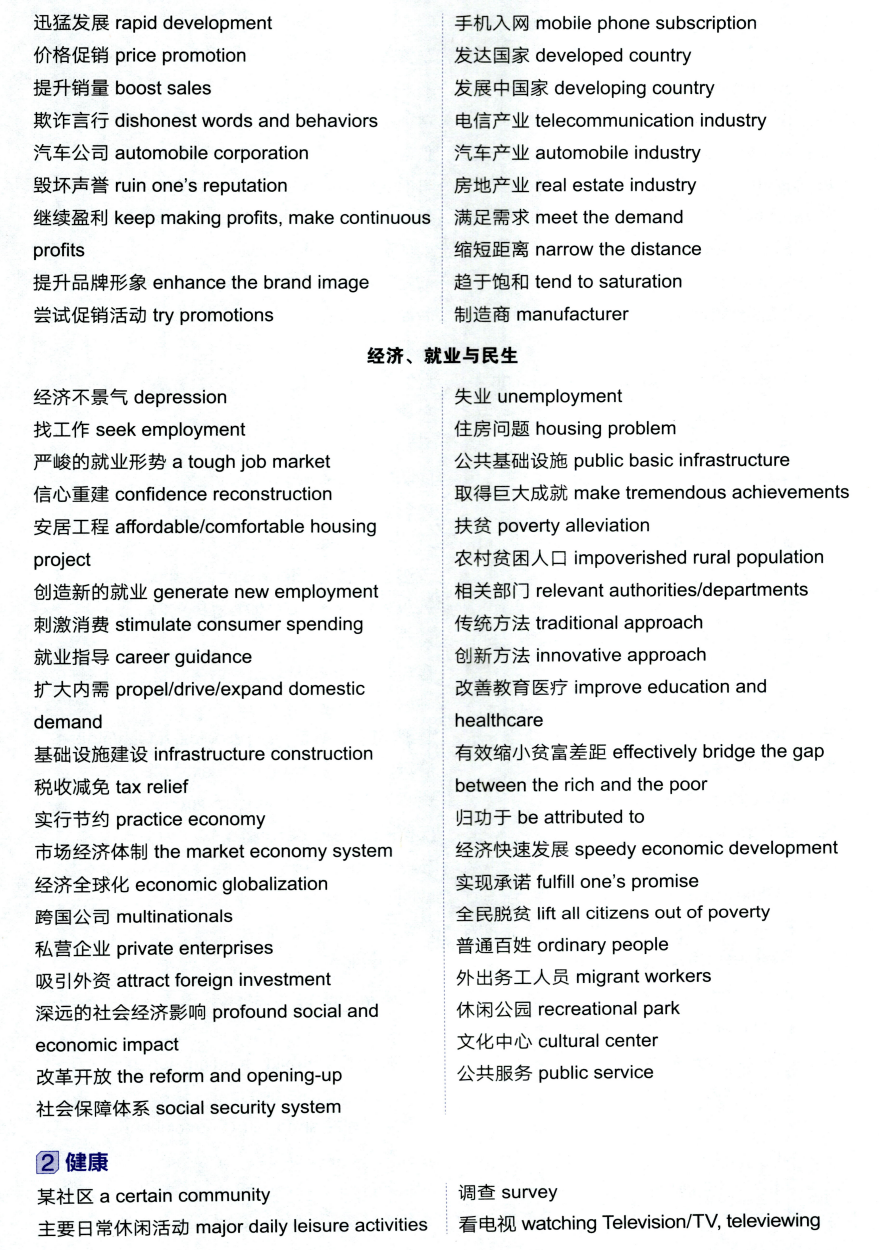 迅猛发展 rapid development
价格促销 price promotion
提升销量 boost sales
欺诈言行 dishonest words and behaviors
汽车公司 automobile corporation
毁坏声誉 ruin one's reputation
继续盈利 keep making profits, make continuous
profits
提升品牌形象 enhance the brand image
尝试促销活动 try promotions
手机入网 mobile phone subscription
发达国家 developed country
发展中国家 developing country
电信产业 telecommunication industry
汽车产业 automobile industry
房地产业 real estate industry
满足需求 meet the demand
缩短距离 narrow the distance
趋于饱和 tend to saturation
制造商 manufacturer
经济、就业与民生
经济不景气 depression
找工作 seek employment
严峻的就业形势 a tough job market
信心重建 confidence reconstruction
安居工程 affordable/comfortable housing
project
创造新的就业 generate new employment
刺激消费 stimulate consumer spending
就业指导 career guidance
扩大内需 propel/drive/expand domestic
demand
基础设施建设 infrastructure construction
税收减免 tax relief
实行节约 practice economy
市场经济体制 the market economy system
经济全球化 economic globalization
跨国公司 multinationals
私营企业 private enterprises
吸引外资 attract foreign investment
深远的社会经济影响 profound social and
economic impact
改革开放 the reform and opening-up
社会保障体系 social security system
失业 unemployment
住房问题 housing problem
公共基础设施 public basic infrastructure
取得巨大成就 make tremendous achievements
扶贫 poverty alleviation
农村贫困人口 impoverished rural population
相关部门 relevant authorities/departments
传统方法 traditional approach
创新方法 innovative approach
改善教育医疗 improve education and
healthcare
有效缩小贫富差距 effectively bridge the gap
between the rich and the poor
归功于 be attributed to
经济快速发展 speedy economic development
实现承诺 fulfill one's promise
全民脱贫 lift all citizens out of poverty
普通百姓 ordinary people
外出务工人员 migrant workers
休闲公园 recreational park
文化中心 cultural center
公共服务 public service
2 健康
某社区 a certain community
主要日常休闲活动 major daily leisure activities
调查 survey
看电视 watching Television/TV, televiewing